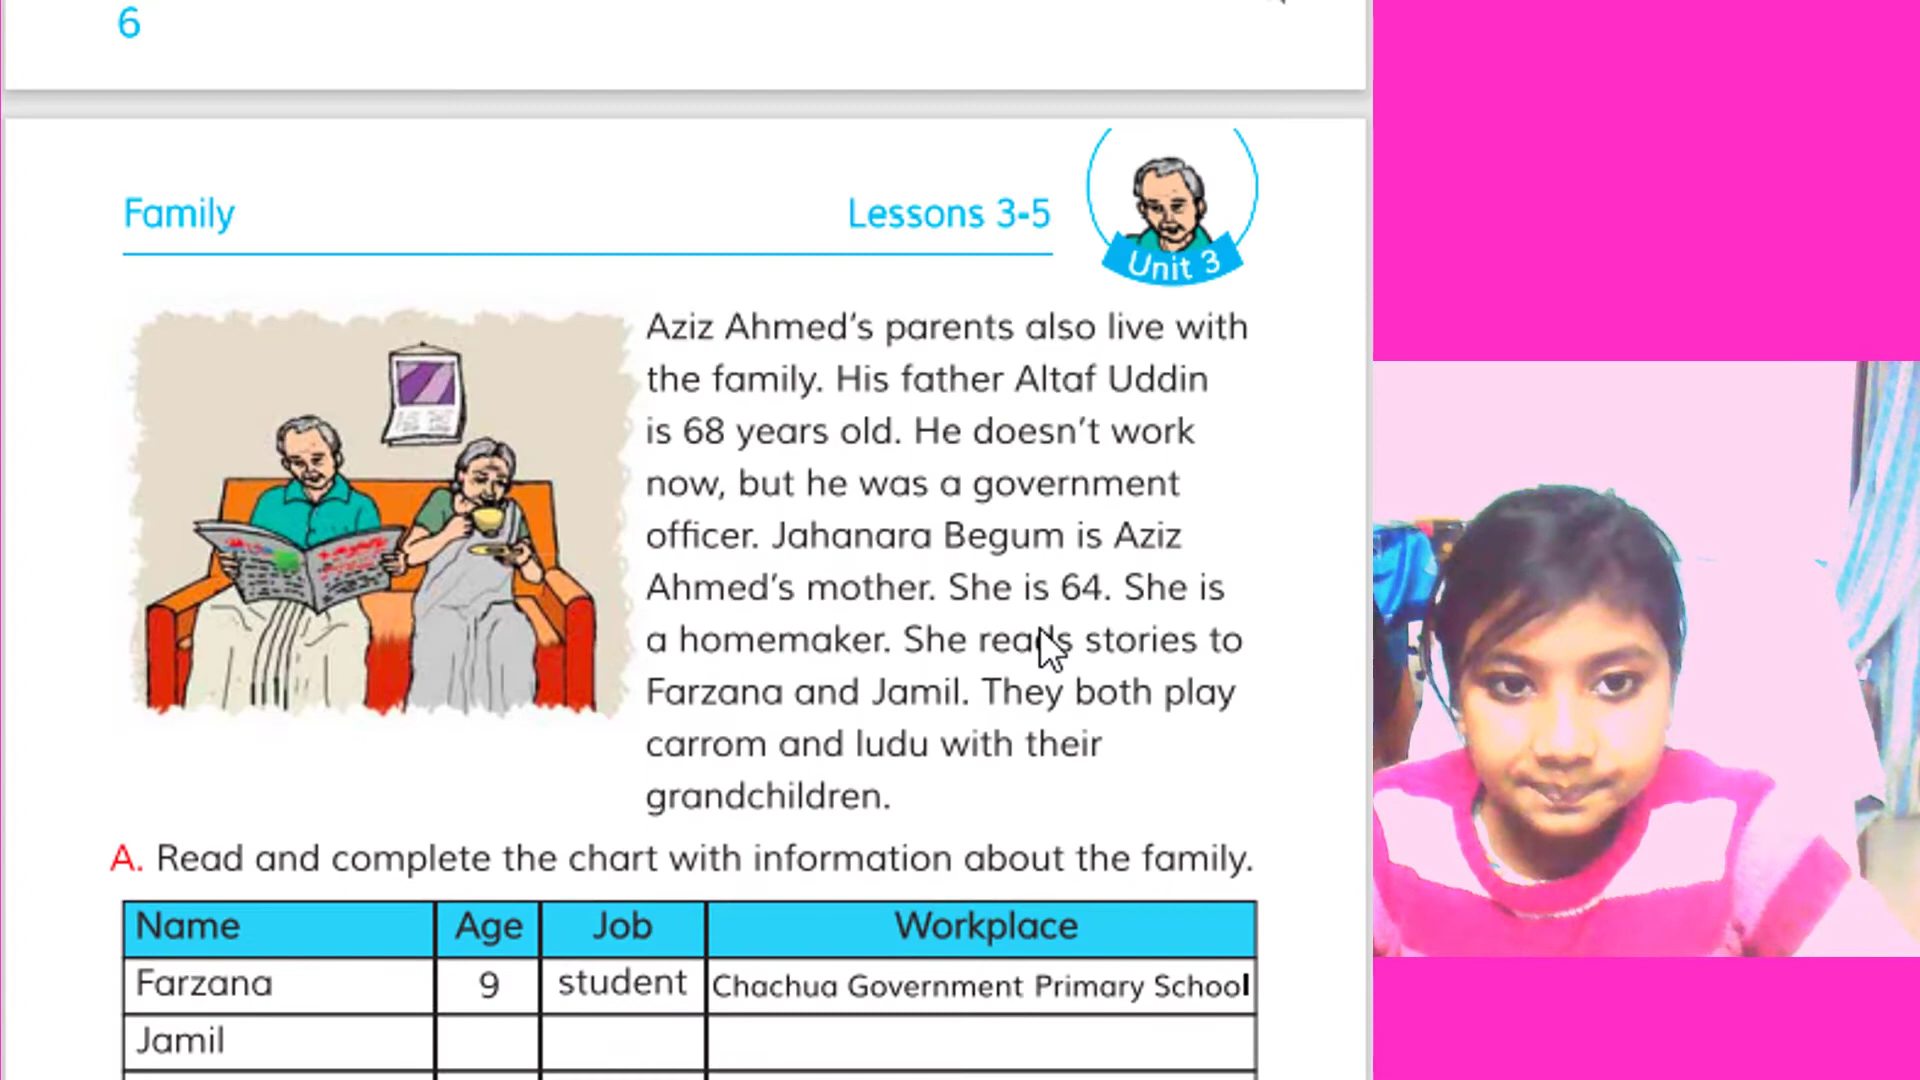 6
Family
Lessons 3-5
Unit 3
Aziz Ahmed's parents also live with
the family. His father Altaf Uddin
is 68 years old. He doesn't work
now, but he was a government
officer. Jahanara Begum is Aziz
Ahmed's mother. She is 64. She is
a homemaker. She reads stories to
Farzana and Jamil. They both play
carrom and ludu with their
grandchildren.
A. Read and complete the chart with information about the family.
Name Age Job Workplace
Farzana 9 student Chachua Government Primary School
Jamil